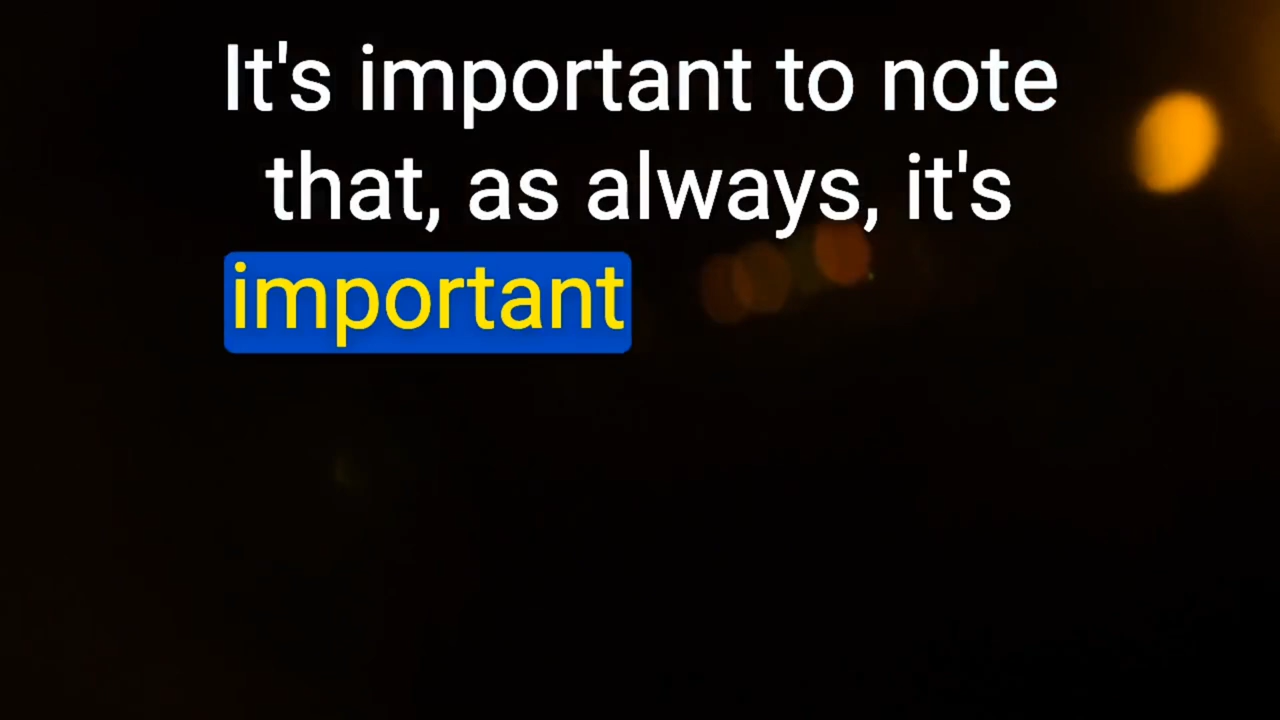 It's important to note
that, as always, it's
important